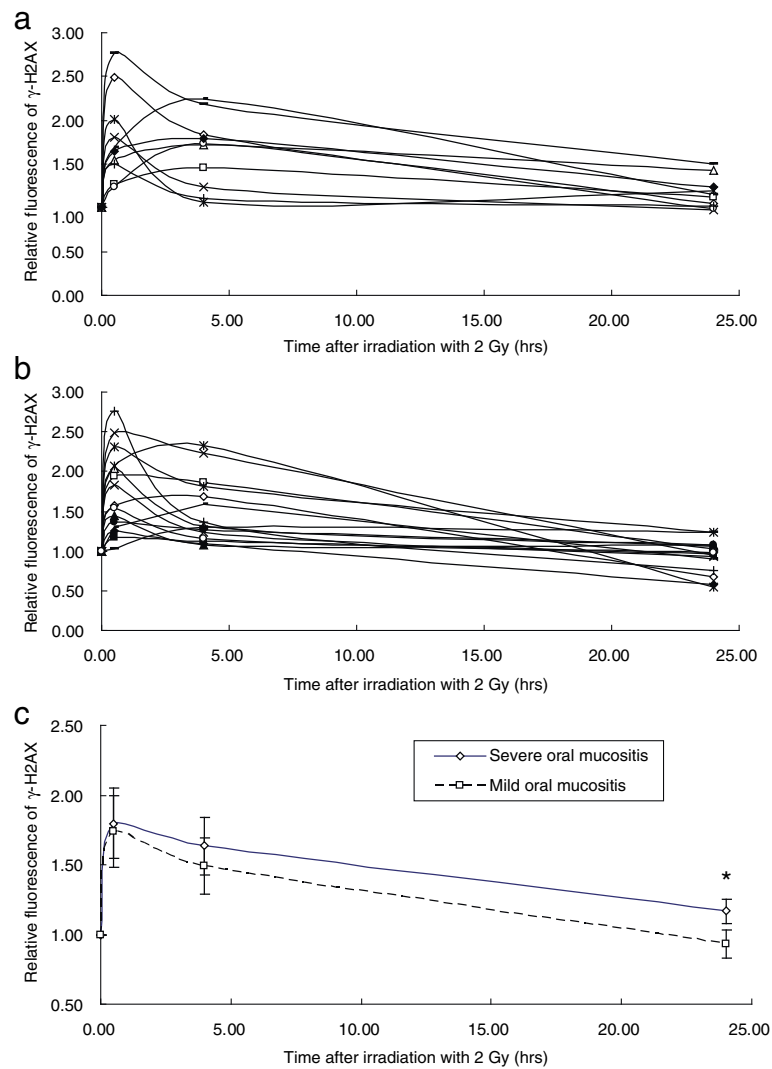 a
Relative fluorescence of γ-H2AX
3.00
2.50
2.00
1.50
1.00
0.50
0.00
0.00 5.00 10.00 15.00 20.00 25.00
Time after irradiation with 2 Gy (hrs)
b
Relative fluorescence of γ-H2AX
3.00
2.50
2.00
1.50
1.00
0.50
0.00
0.00 5.00 10.00 15.00 20.00 25.00
Time after irradiation with 2 Gy (hrs)
c
Relative fluorescence of γ-H2AX
2.50
2.00
1.50
1.00
0.50
Severe oral mucositis
Mild oral mucositis
*
0.00 5.00 10.00 15.00 20.00 25.00
Time after irradiation with 2 Gy (hrs)